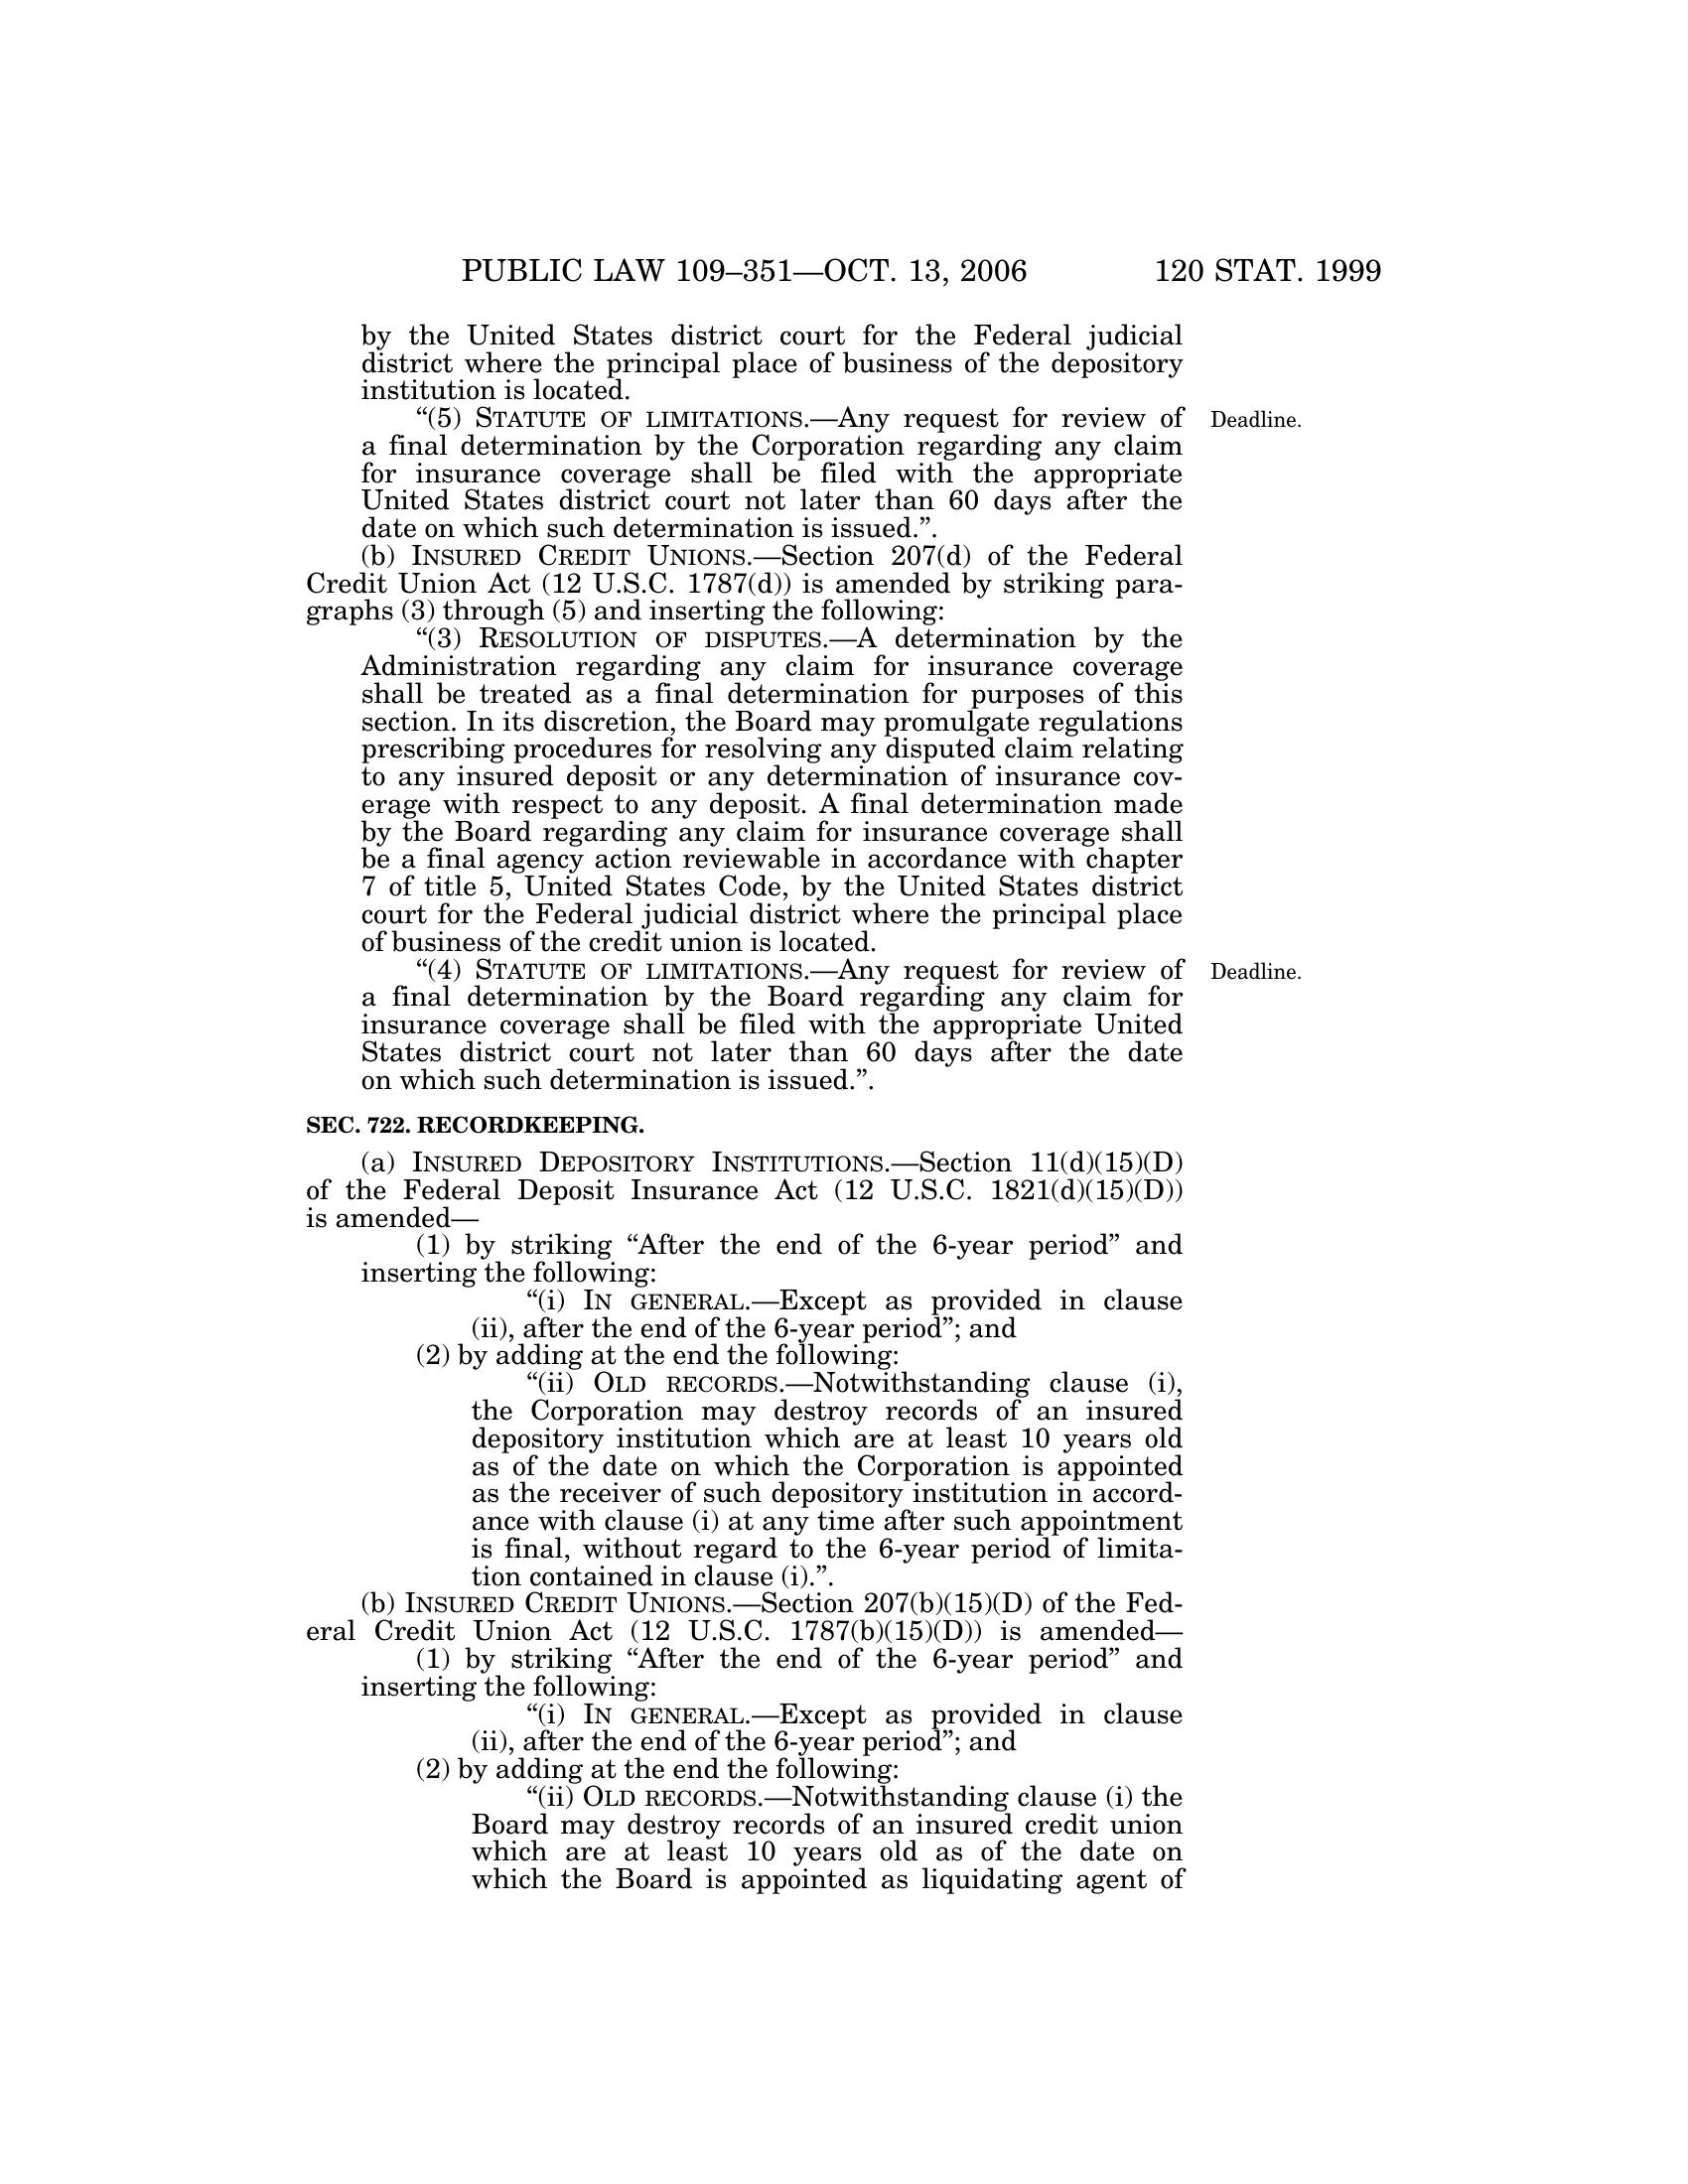 PUBLIC LAW 109–351—OCT. 13, 2006 120 STAT. 1999
by the United States district court for the Federal judicial
district where the principal place of business of the depository
institution is located.
“(5) STATUTE OF LIMITATIONS.—Any request for review of Deadline.
a final determination by the Corporation regarding any claim
for insurance coverage shall be filed with the appropriate
United States district court not later than 60 days after the
date on which such determination is issued.”.
(b) INSURED CREDIT UNIONS.—Section 207(d) of the Federal
Credit Union Act (12 U.S.C. 1787(d)) is amended by striking para-
graphs (3) through (5) and inserting the following:
“(3) RESOLUTION OF DISPUTES.—A determination by the
Administration regarding any claim for insurance coverage
shall be treated as a final determination for purposes of this
section. In its discretion, the Board may promulgate regulations
prescribing procedures for resolving any disputed claim relating
to any insured deposit or any determination of insurance cov-
erage with respect to any deposit. A final determination made
by the Board regarding any claim for insurance coverage shall
be a final agency action reviewable in accordance with chapter
7 of title 5, United States Code, by the United States district
court for the Federal judicial district where the principal place
of business of the credit union is located.
“(4) STATUTE OF LIMITATIONS.—Any request for review of Deadline.
a final determination by the Board regarding any claim for
insurance coverage shall be filed with the appropriate United
States district court not later than 60 days after the date
on which such determination is issued.”.
SEC. 722. RECORDKEEPING.
(a) INSURED DEPOSITORY INSTITUTIONS.—Section 11(d)(15)(D)
of the Federal Deposit Insurance Act (12 U.S.C. 1821(d)(15)(D))
is amended—
(1) by striking “After the end of the 6-year period” and
inserting the following:
“(i) IN GENERAL.—Except as provided in clause
(ii), after the end of the 6-year period”; and
(2) by adding at the end the following:
“(ii) OLD RECORDS.—Notwithstanding clause (i),
the Corporation may destroy records of an insured
depository institution which are at least 10 years old
as of the date on which the Corporation is appointed
as the receiver of such depository institution in accord-
ance with clause (i) at any time after such appointment
is final, without regard to the 6-year period of limita-
tion contained in clause (i).”.
(b) INSURED CREDIT UNIONS.—Section 207(b)(15)(D) of the Fed-
eral Credit Union Act (12 U.S.C. 1787(b)(15)(D)) is amended—
(1) by striking “After the end of the 6-year period” and
inserting the following:
“(i) IN GENERAL.—Except as provided in clause
(ii), after the end of the 6-year period”; and
(2) by adding at the end the following:
“(ii) OLD RECORDS.—Notwithstanding clause (i) the
Board may destroy records of an insured credit union
which are at least 10 years old as of the date on
which the Board is appointed as liquidating agent of